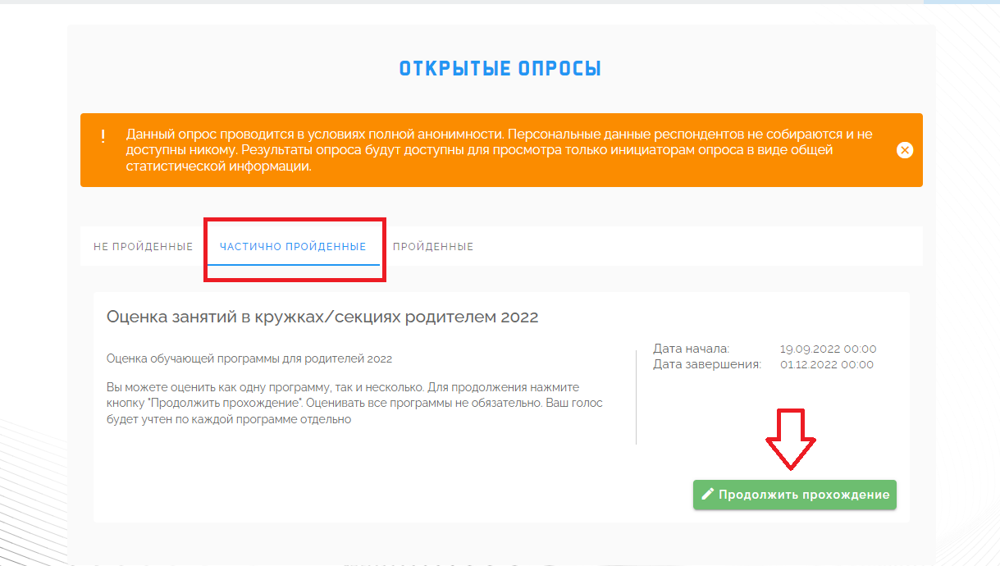 ОТКРЫТЫЕ ОПРОСЫ
! Данный опрос проводится в условиях полной анонимности. Персональные данные респондентов не собираются и не
доступны никому. Результаты опроса будут доступны для просмотра только инициаторам опроса в виде общей
статистической информации.
НЕ ПРОЙДЕННЫЕ ЧАСТИЧНО ПРОЙДЕННЫЕ ПРОЙДЕННЫЕ
Оценка занятий в кружках/секциях родителем 2022
Оценка обучающей программы для родителей 2022
Вы можете оценить как одну программу, так и несколько. Для продолжения нажмите
кнопку "Продолжить прохождение". Оценивать все программы не обязательно. Ваш голос
будет учтен по каждой программе отдельно
Дата начала: 19.09.2022 00:00
Дата завершения: 01.12.2022 00:00
Продолжить прохождение